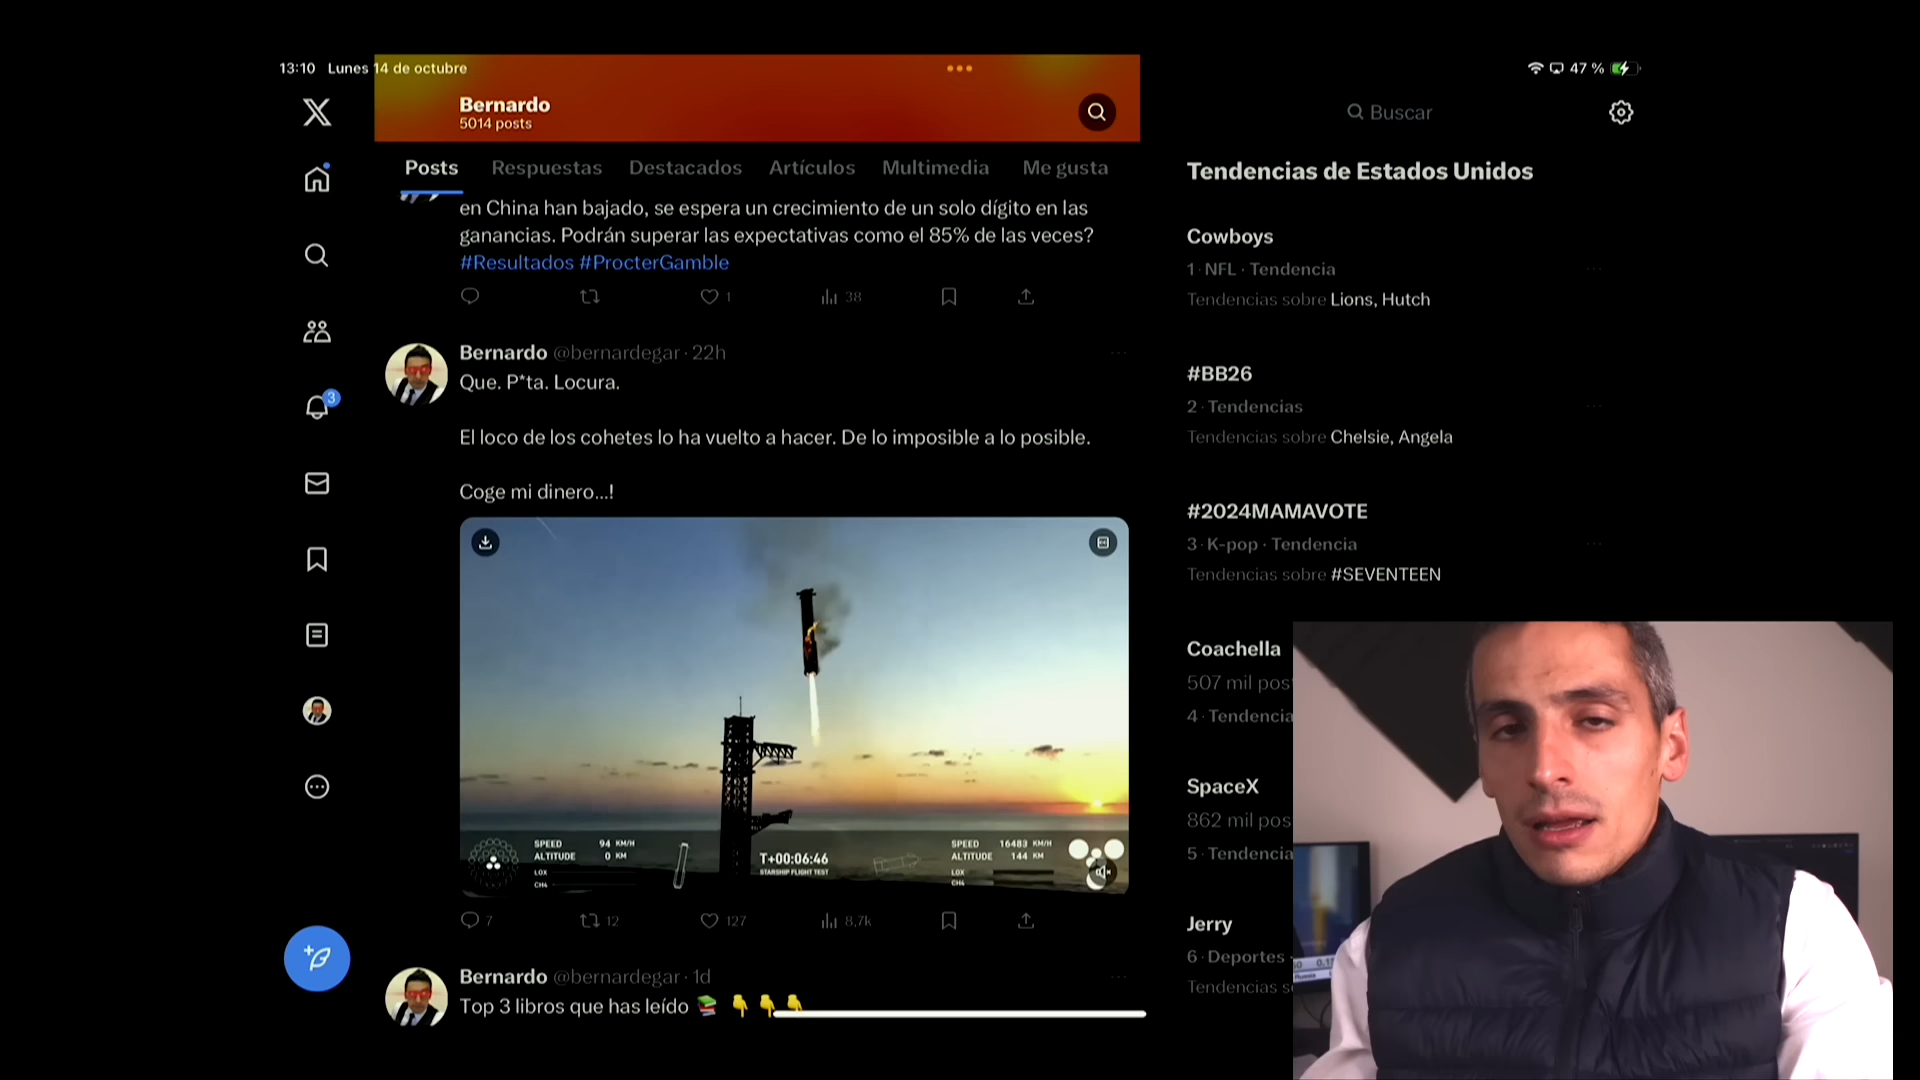 13:10 Lunes 14 de octubre
47 %
Bernardo
5014 posts
Buscar
Posts
Respuestas
Destacados
Artículos
Multimedia
Me gusta
en China han bajado, se espera un crecimiento de un solo dígito en las
ganancias. Podrán superar las expectativas como el 85% de las veces?
#Resultados #ProcterGamble
1
38
Bernardo @bernardegar · 22h
Que. P*ta. Locura.
El loco de los cohetes lo ha vuelto a hacer. De lo imposible a lo posible.
Coge mi dinero...!
SPEED 94 KM/H
ALTITUDE 0 KM
LOX
CH4
T+00:06:46
STARSHIP FLIGHT TEST
SPEED 16483 KM/H
ALTITUDE 144 KM
LOX
CH4
7
12
127
8,7k
Bernardo @bernardegar · 1d
Top 3 libros que has leído
3
Tendencias de Estados Unidos
Cowboys
1 · NFL · Tendencia
Tendencias sobre Lions, Hutch
#BB26
2 · Tendencias
Tendencias sobre Chelsie, Angela
#2024MAMAVOTE
3 · K-pop · Tendencia
Tendencias sobre #SEVENTEEN
Coachella
507 mil pos
4 · Tendencia
SpaceX
862 mil pos
5 · Tendencia
Jerry
6 · Deportes ·
Tendencias s